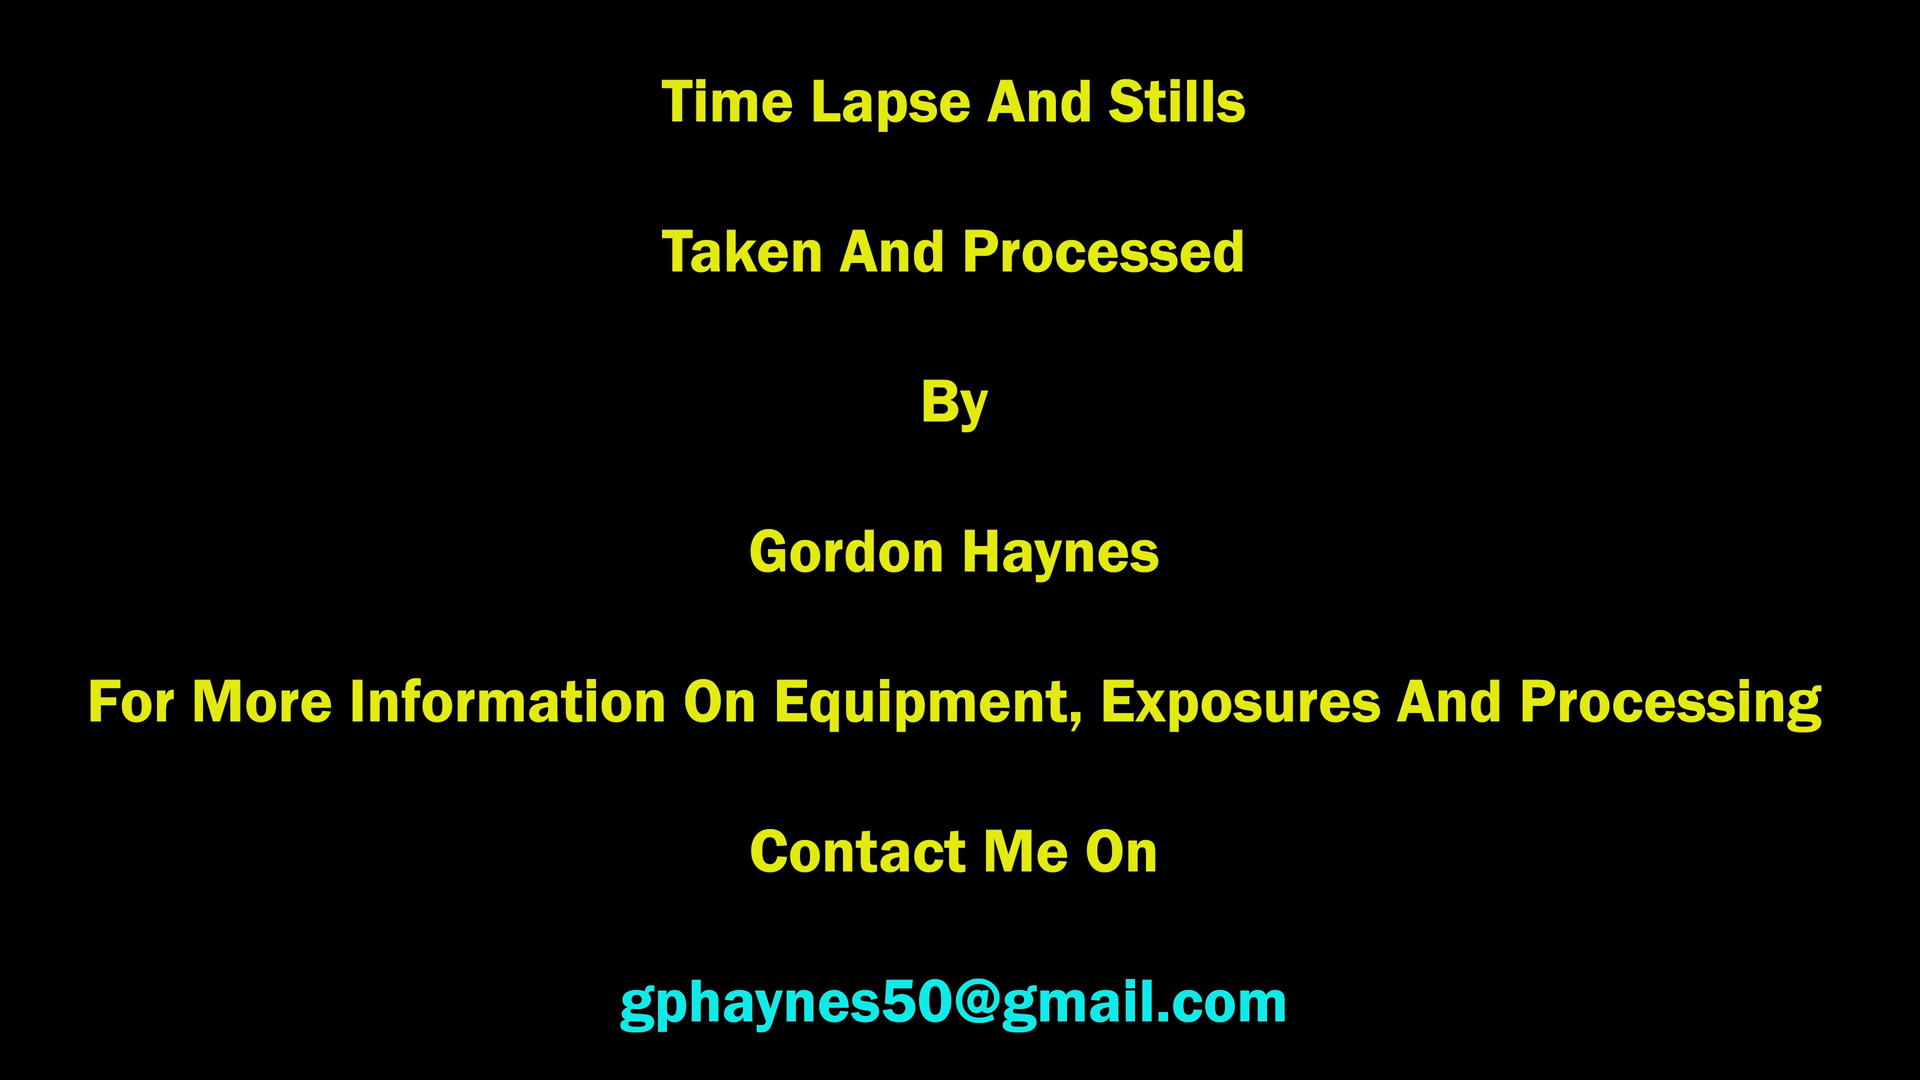 Time Lapse And Stills
Taken And Processed
By
Gordon Haynes
For More Information On Equipment, Exposures And Processing
Contact Me On
gphaynes50@gmail.com